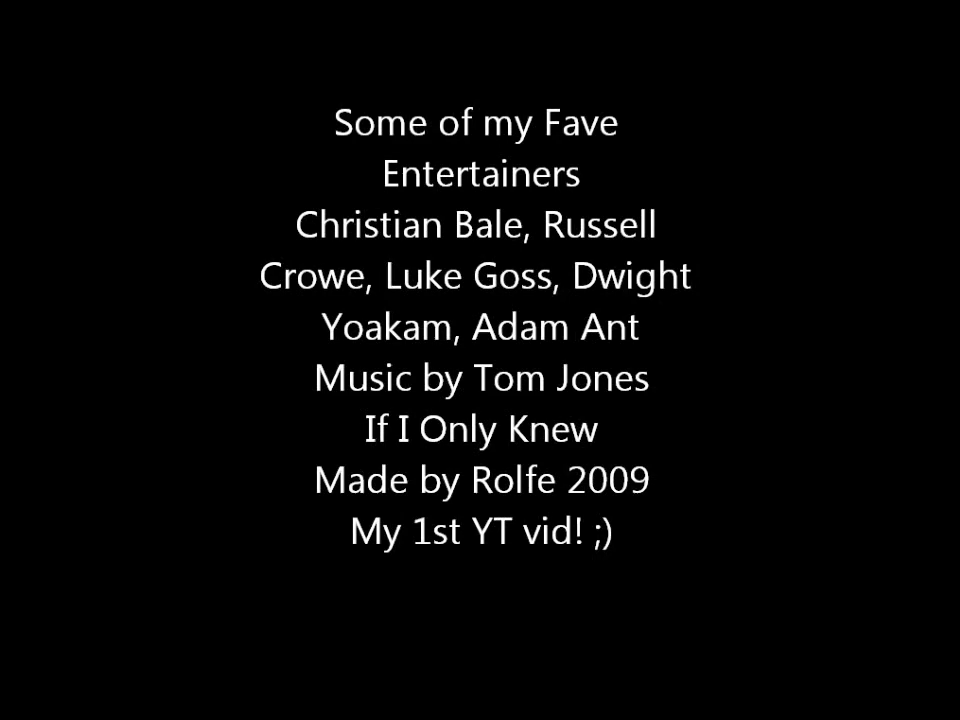 Some of my Fave
Entertainers
Christian Bale, Russell
Crowe, Luke Goss, Dwight
Yoakam, Adam Ant
Music by Tom Jones
If I Only Knew
Made by Rolfe 2009
My 1st YT vid! ;)